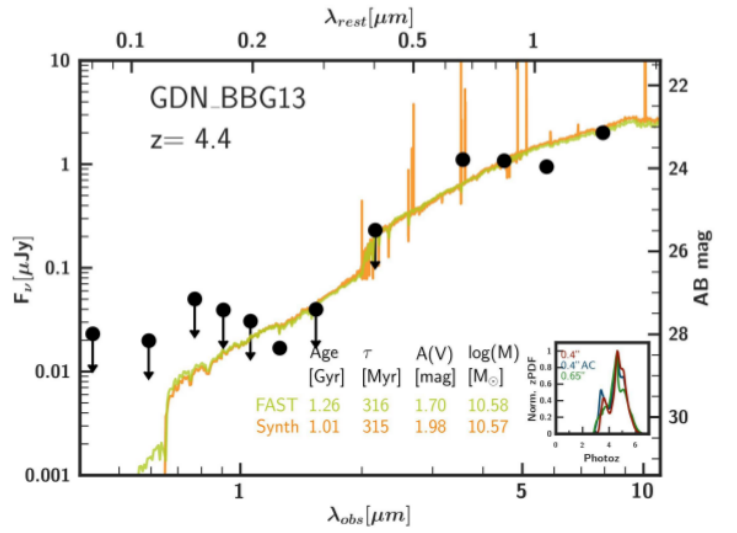 λrest[μm]
0.1 0.2 0.5 1
GDN_BBG13
z= 4.4
Fν[μJy]
10
1
0.1
0.01
0.001
22
24
26
28
30
AB mag
Age τ A(V) log(M)
[Gyr] [Myr] [mag] [M⊙]
FAST 1.26 316 1.70 10.58
Synth 1.01 315 1.98 10.57
Norm. zPDF
1
0.8
0.6
0.4
0.2
0
0.4"
0.4" AC
0.65"
0 2 4 6
Photoz
1 5 10
λobs[μm]